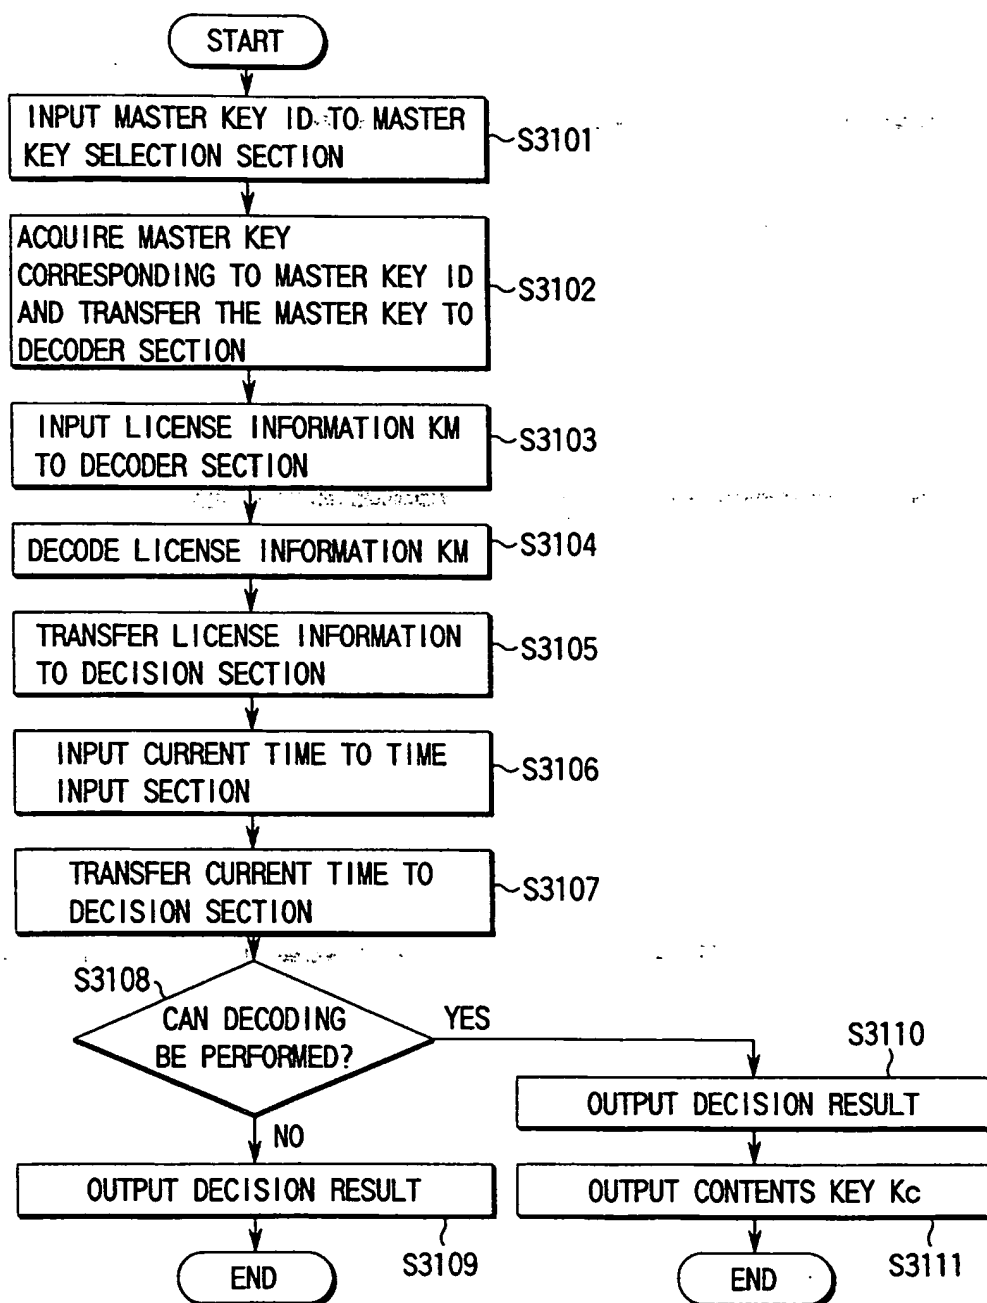 START
INPUT MASTER KEY ID TO MASTER
KEY SELECTION SECTION
S3101
ACQUIRE MASTER KEY
CORRESPONDING TO MASTER KEY ID
AND TRANSFER THE MASTER KEY TO
DECODER SECTION
S3102
INPUT LICENSE INFORMATION KM
TO DECODER SECTION
S3103
DECODE LICENSE INFORMATION KM
S3104
TRANSFER LICENSE INFORMATION
TO DECISION SECTION
S3105
INPUT CURRENT TIME TO TIME
INPUT SECTION
S3106
TRANSFER CURRENT TIME TO
DECISION SECTION
S3107
S3108
CAN DECODING
BE PERFORMED?
YES
NO
S3110
OUTPUT DECISION RESULT
OUTPUT DECISION RESULT
S3109
OUTPUT CONTENTS KEY Kc
S3111
END
END